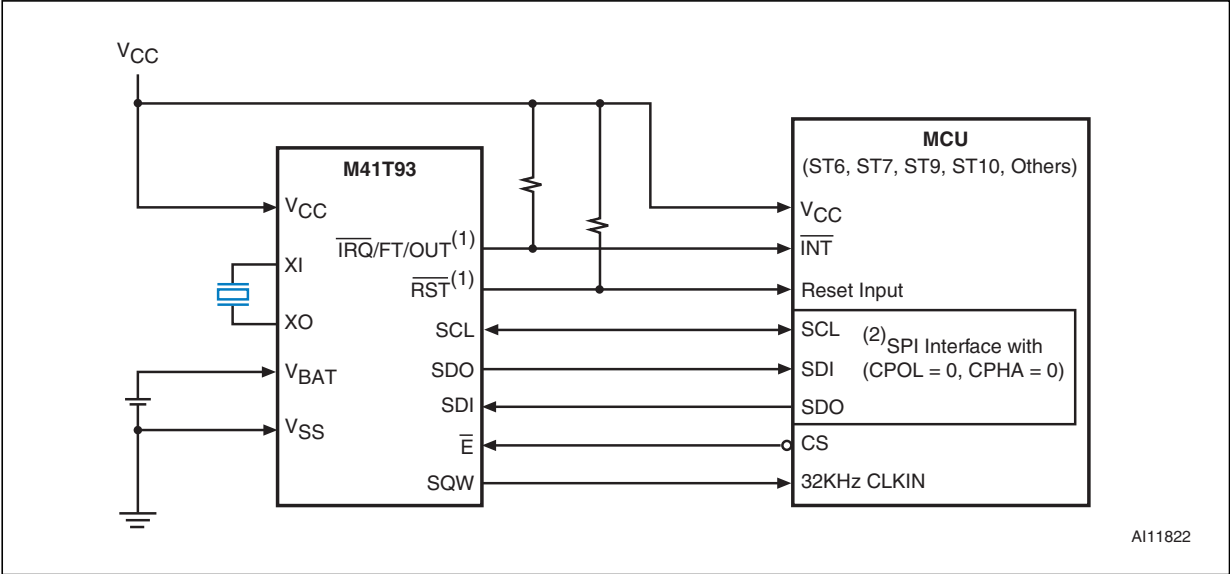 VCC
M41T93
VCC
XI
XO
VBAT
VSS
IRQ/FT/OUT(1)
RST(1)
SCL
SDO
SDI
E
SQW
MCU
(ST6, ST7, ST9, ST10, Others)
VCC
INT
Reset Input
SCL
SDI
SDO
(2)SPI Interface with
(CPOL = 0, CPHA = 0)
CS
32KHz CLKIN
AI11822